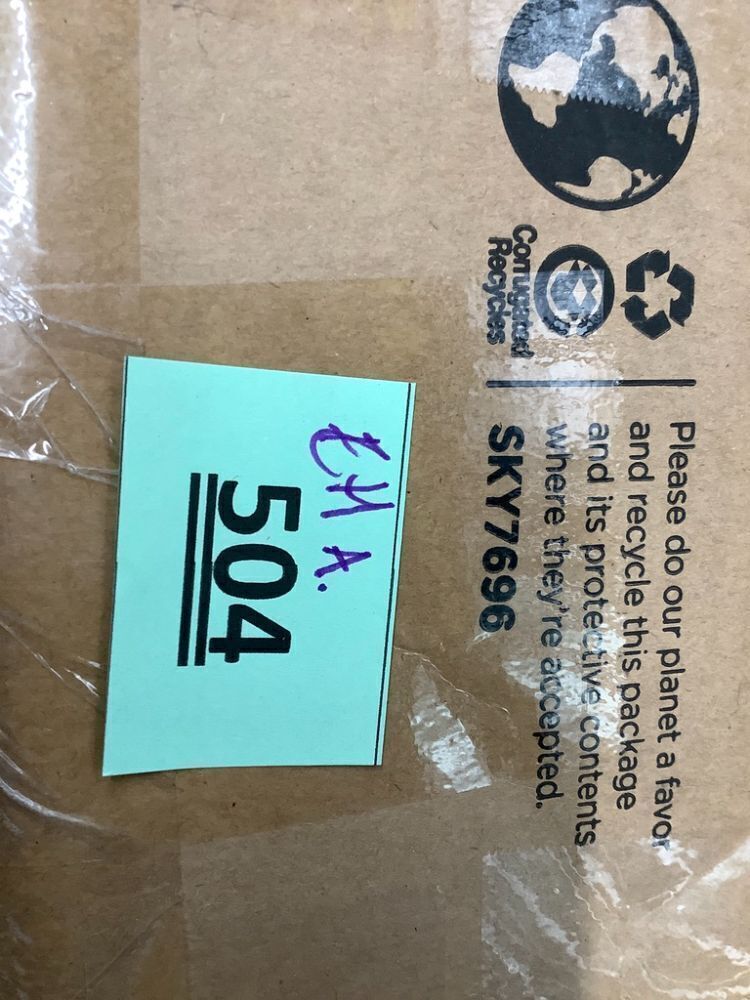 Corrugated
Recycles
Please do our planet a favor
and recycle this package
and its protective contents
where they're accepted.
SKY7696
504